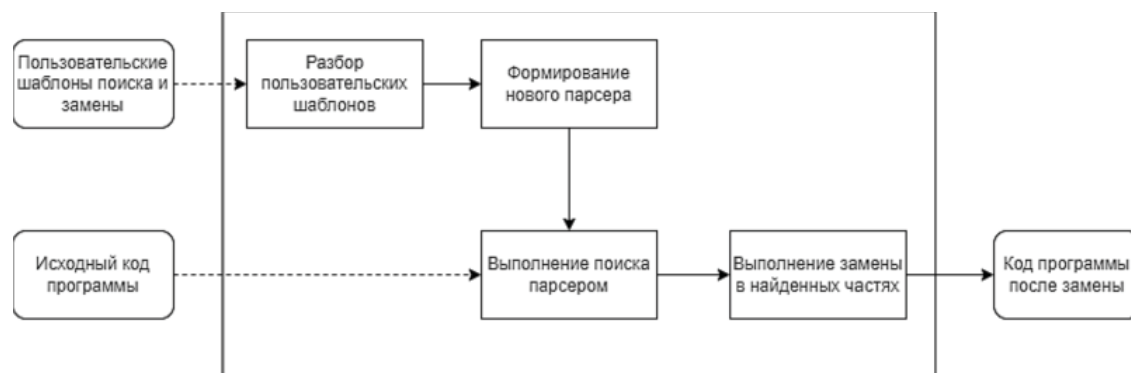 Пользовательские
шаблоны поиска и
замены
Разбор
пользовательских
шаблонов
Формирование
нового парсера
Исходный код
программы
Выполнение поиска
парсером
Выполнение замены
в найденных частях
Код программы
после замены